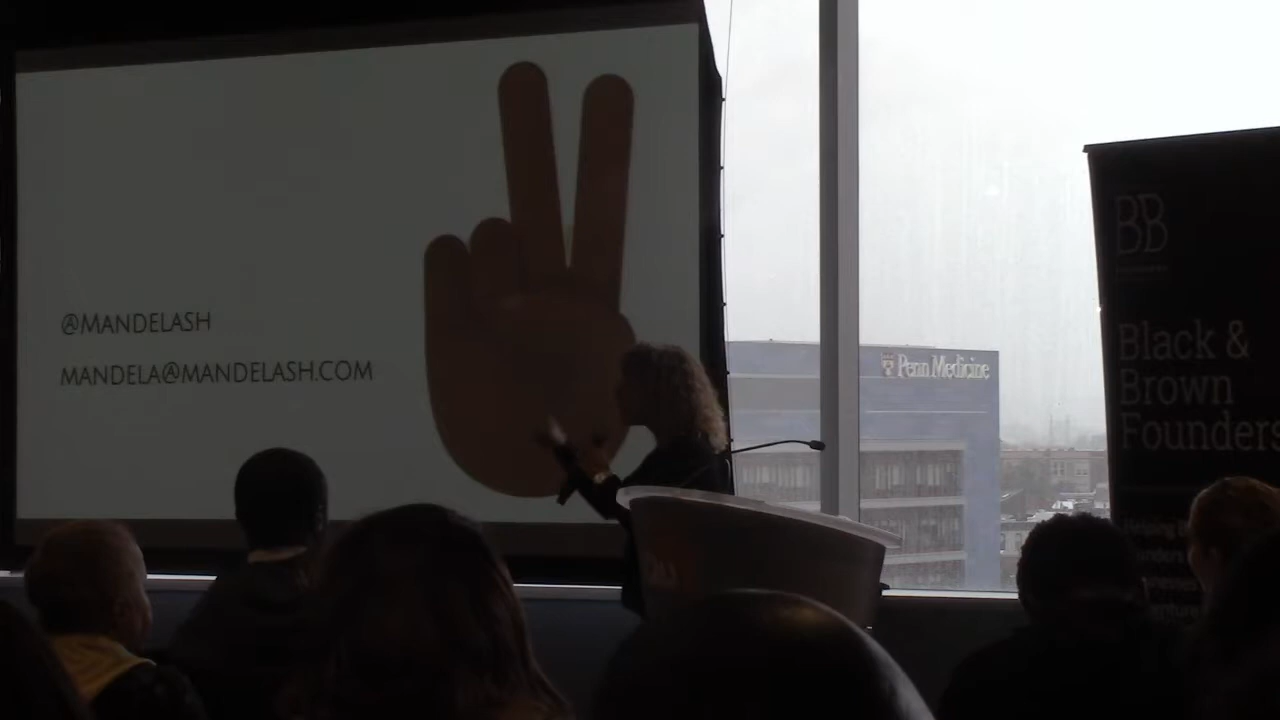 @MANDELASH
MANDELA@MANDELASH.COM
Penn Medicine
BB
Black &
Brown
Founders